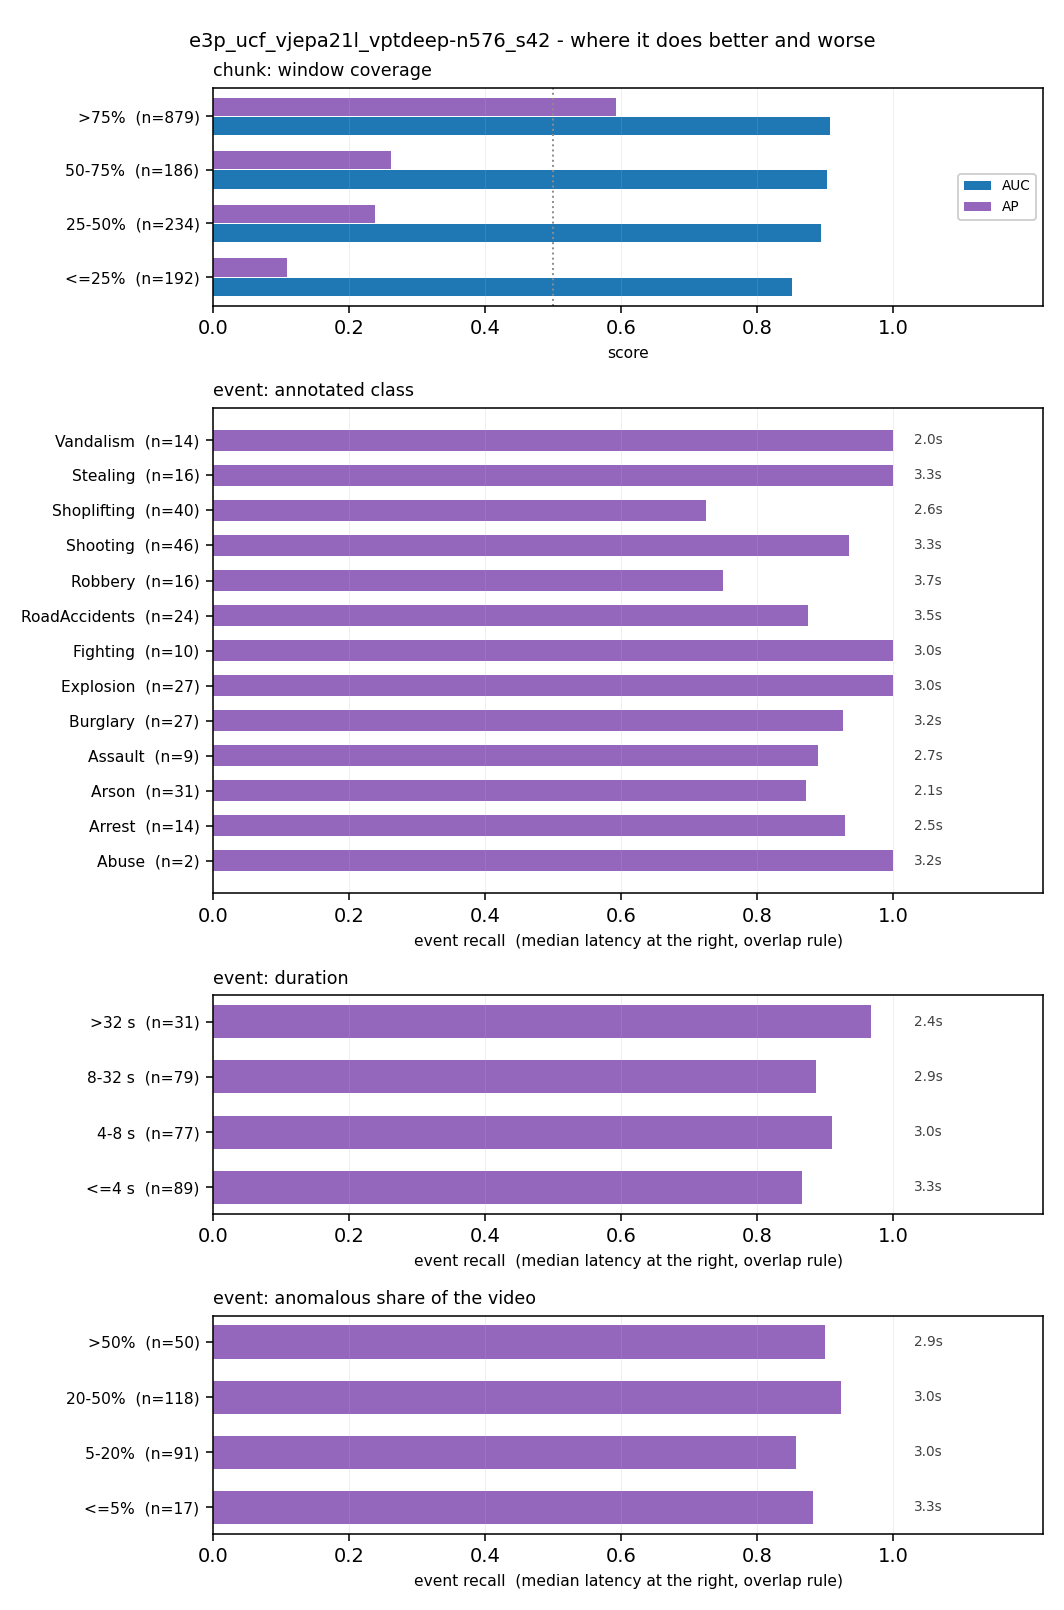 e3p_ucf_vjepa21l_vptdeep-n576_s42 - where it does better and worse
chunk: window coverage
>75% (n=879)
50-75% (n=186)
25-50% (n=234)
<=25% (n=192)
AUC
AP
0.0 0.2 0.4 0.6 0.8 1.0
score
event: annotated class
Vandalism (n=14) 2.0s
Stealing (n=16) 3.3s
Shoplifting (n=40) 2.6s
Shooting (n=46) 3.3s
Robbery (n=16) 3.7s
RoadAccidents (n=24) 3.5s
Fighting (n=10) 3.0s
Explosion (n=27) 3.0s
Burglary (n=27) 3.2s
Assault (n=9) 2.7s
Arson (n=31) 2.1s
Arrest (n=14) 2.5s
Abuse (n=2) 3.2s
0.0 0.2 0.4 0.6 0.8 1.0
event recall (median latency at the right, overlap rule)
event: duration
>32 s (n=31) 2.4s
8-32 s (n=79) 2.9s
4-8 s (n=77) 3.0s
<=4 s (n=89) 3.3s
0.0 0.2 0.4 0.6 0.8 1.0
event recall (median latency at the right, overlap rule)
event: anomalous share of the video
>50% (n=50) 2.9s
20-50% (n=118) 3.0s
5-20% (n=91) 3.0s
<=5% (n=17) 3.3s
0.0 0.2 0.4 0.6 0.8 1.0
event recall (median latency at the right, overlap rule)